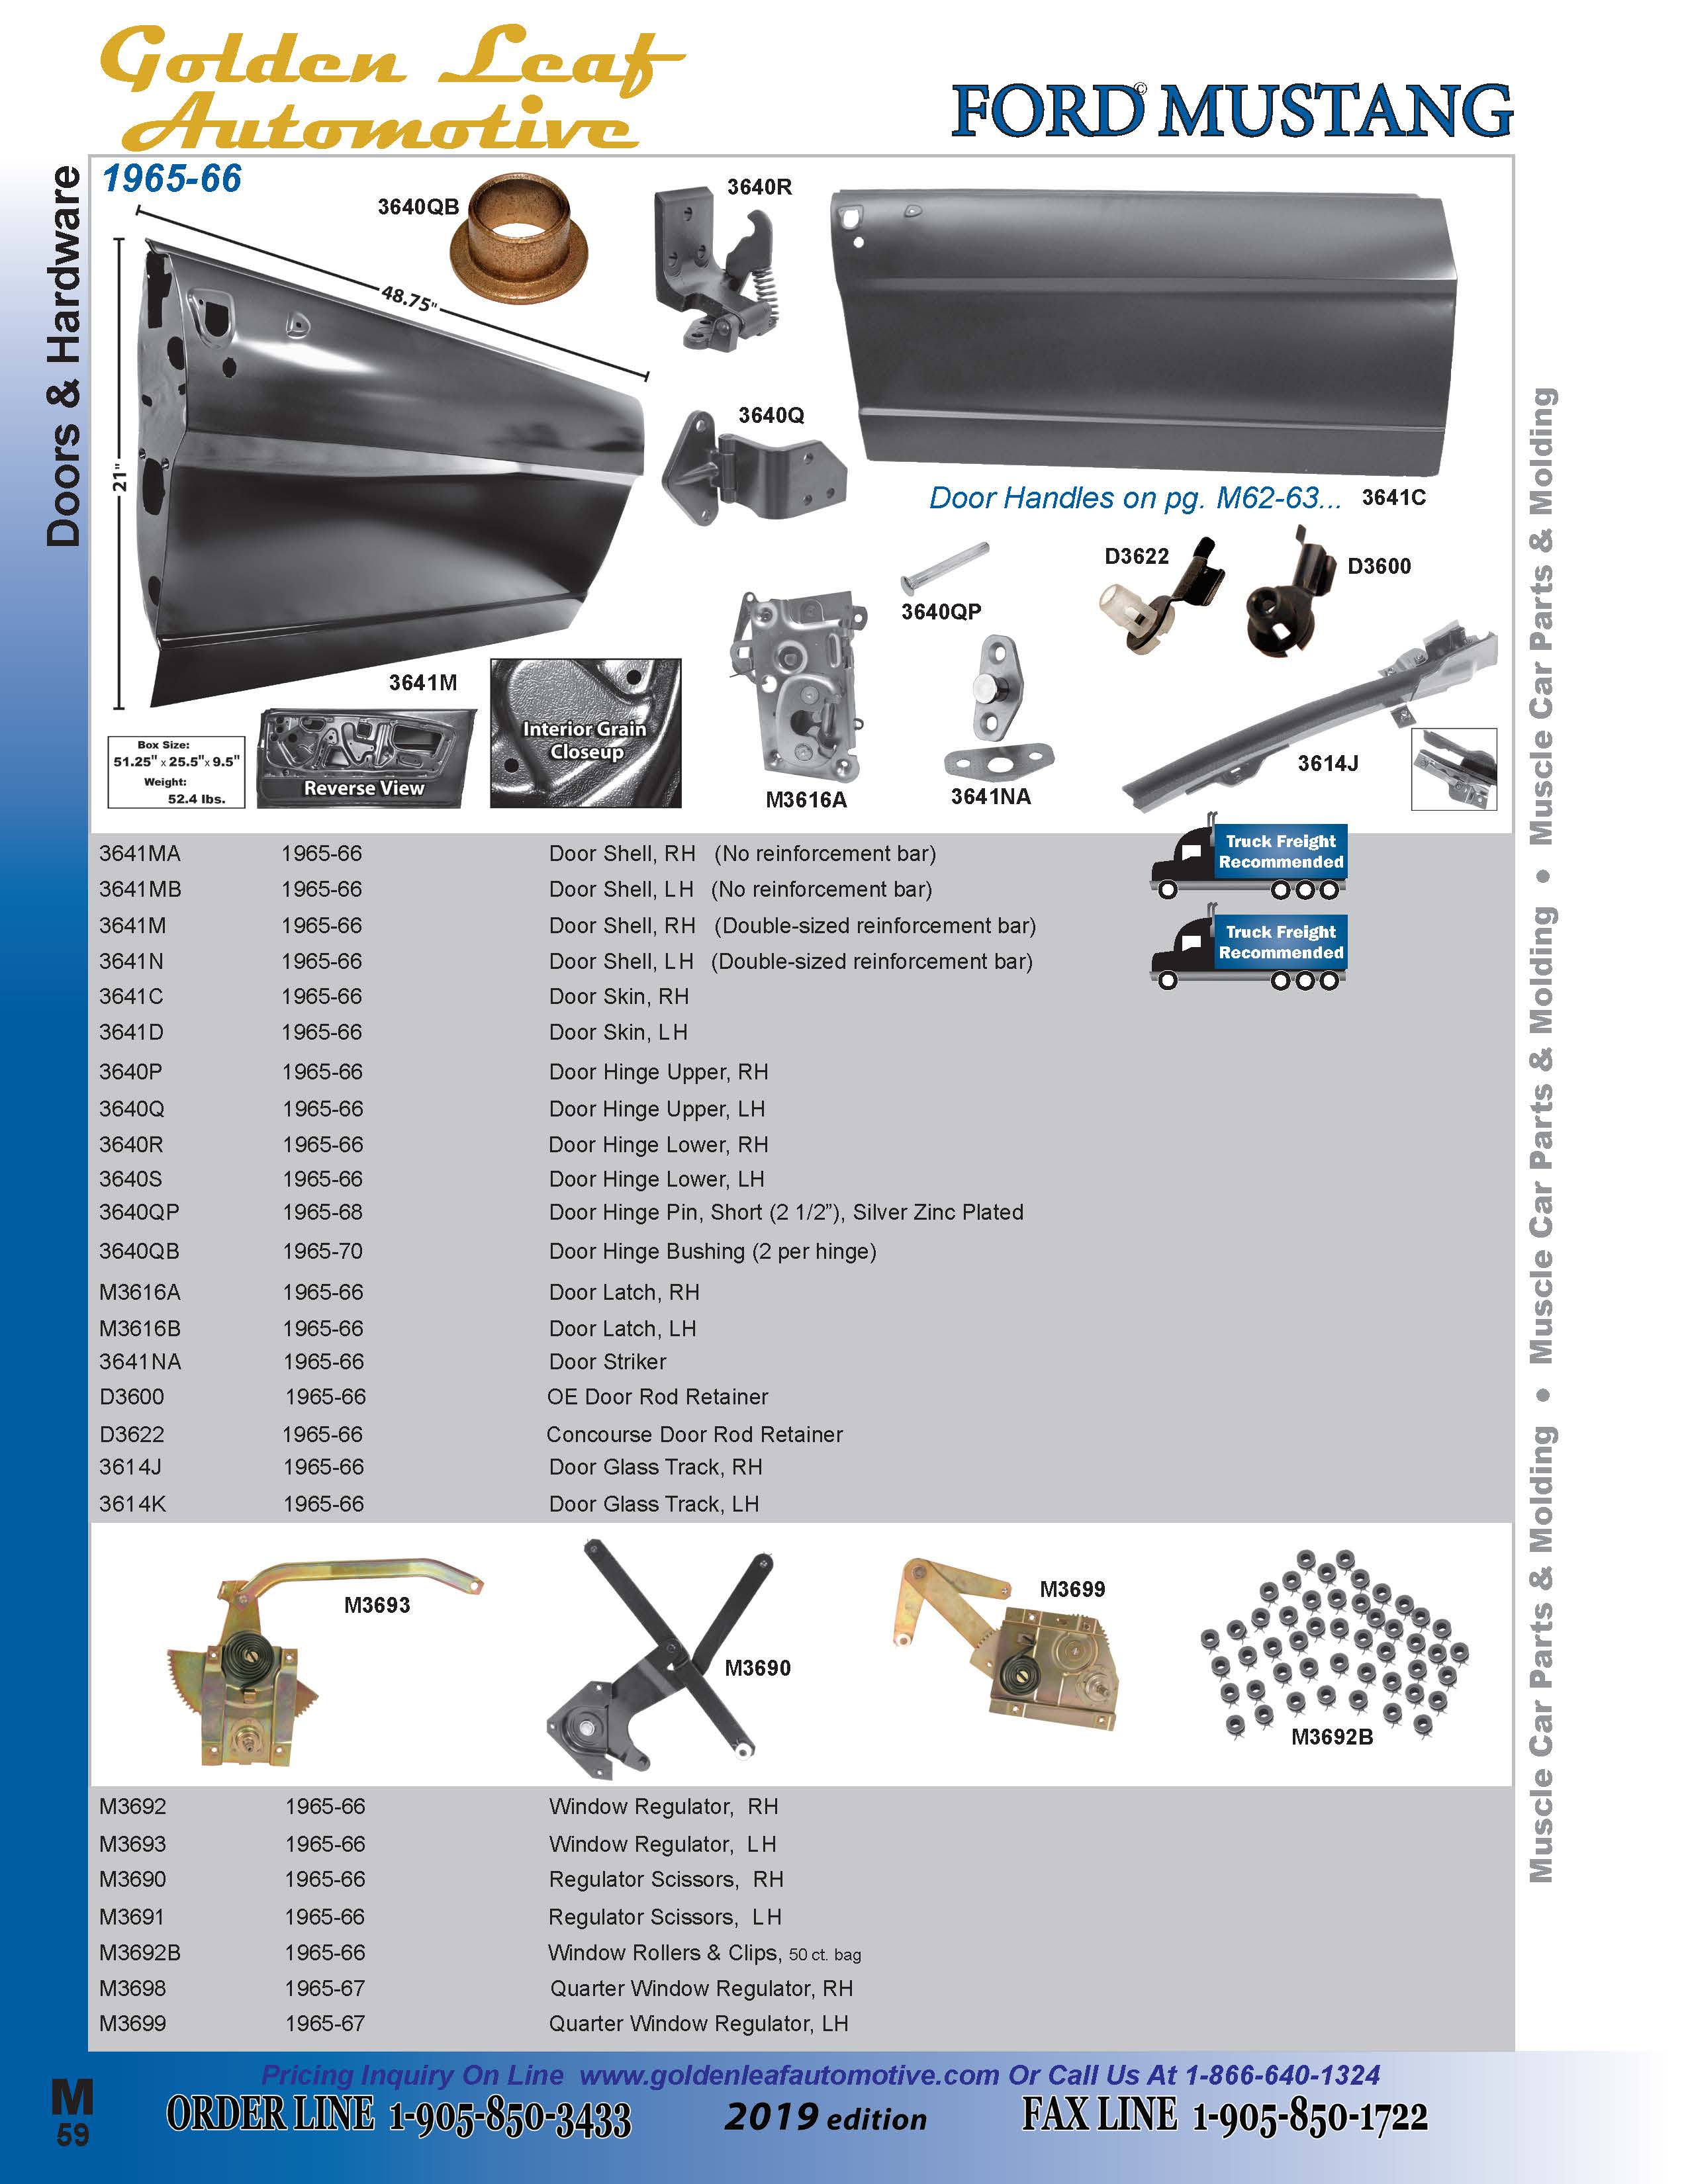 Golden Leaf
Automotive
FORD© MUSTANG
Doors & Hardware
1965-66
3640QB
3640R
48.75"
21"
3640Q
Door Handles on pg. M62-63...
3641C
D3622
D3600
3640QP
3641M
Interior Grain
Closeup
Reverse View
Box Size:
51.25" x 25.5" x 9.5"
Weight:
52.4 lbs.
M3616A
3641NA
3614J
3641MA 1965-66 Door Shell, RH (No reinforcement bar)
3641MB 1965-66 Door Shell, LH (No reinforcement bar)
3641M 1965-66 Door Shell, RH (Double-sized reinforcement bar)
3641N 1965-66 Door Shell, LH (Double-sized reinforcement bar)
Truck Freight
Recommended
Truck Freight
Recommended
3641C 1965-66 Door Skin, RH
3641D 1965-66 Door Skin, LH
3640P 1965-66 Door Hinge Upper, RH
3640Q 1965-66 Door Hinge Upper, LH
3640R 1965-66 Door Hinge Lower, RH
3640S 1965-66 Door Hinge Lower, LH
3640QP 1965-68 Door Hinge Pin, Short (2 1/2”), Silver Zinc Plated
3640QB 1965-70 Door Hinge Bushing (2 per hinge)
M3616A 1965-66 Door Latch, RH
M3616B 1965-66 Door Latch, LH
3641NA 1965-66 Door Striker
D3600 1965-66 OE Door Rod Retainer
D3622 1965-66 Concourse Door Rod Retainer
3614J 1965-66 Door Glass Track, RH
3614K 1965-66 Door Glass Track, LH
M3693
M3690
M3699
M3692B
M3692 1965-66 Window Regulator, RH
M3693 1965-66 Window Regulator, LH
M3690 1965-66 Regulator Scissors, RH
M3691 1965-66 Regulator Scissors, LH
M3692B 1965-66 Window Rollers & Clips, 50 ct. bag
M3698 1965-67 Quarter Window Regulator, RH
M3699 1965-67 Quarter Window Regulator, LH
Muscle Car Parts & Molding • Muscle Car Parts & Molding • Muscle Car Parts & Molding
Pricing Inquiry On Line www.goldenleafautomotive.com Or Call Us At 1-866-640-1324
M
59
ORDER LINE 1-905-850-3433
2019 edition
FAX LINE 1-905-850-1722